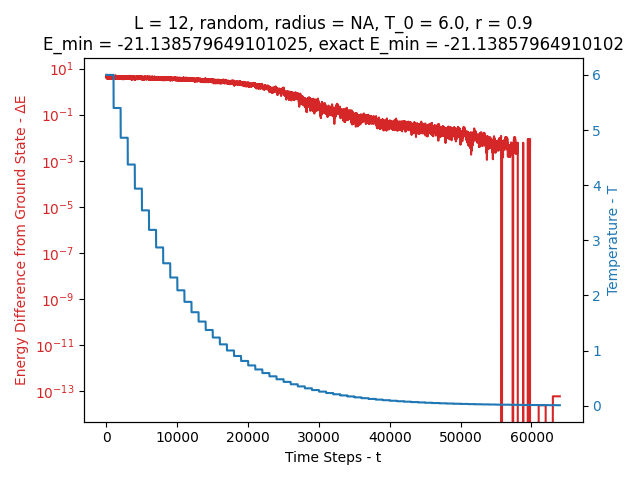 L = 12, random, radius = NA, T_0 = 6.0, r = 0.9
E_min = -21.138579649101025, exact E_min = -21.13857964910102
10¹
10⁻¹
10⁻³
10⁻⁵
10⁻⁷
10⁻⁹
10⁻¹¹
10⁻¹³
Energy Difference from Ground State - ΔE
6
5
4
3
2
1
0
Temperature - T
0 10000 20000 30000 40000 50000 60000
Time Steps - t